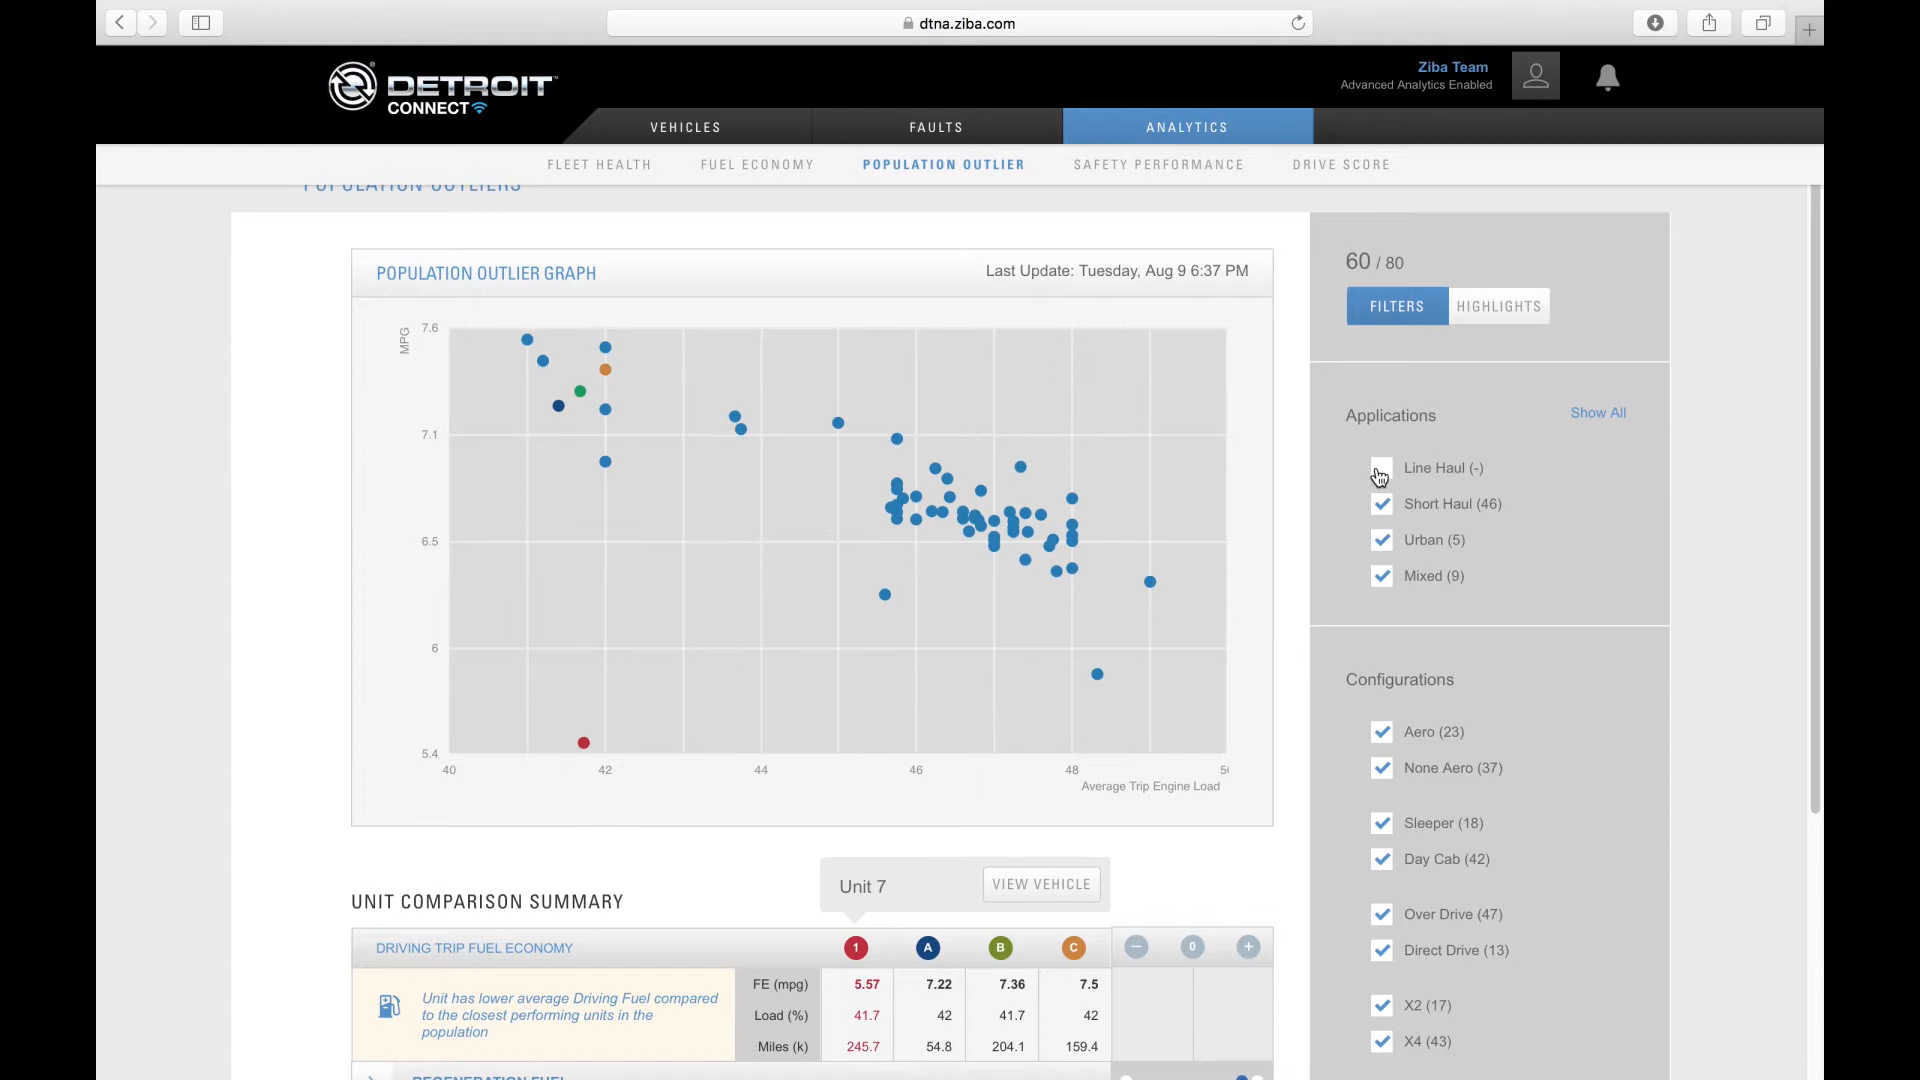 dtna.ziba.com
DETROIT
CONNECT
Ziba Team
Advanced Analytics Enabled
VEHICLES
FAULTS
ANALYTICS
FLEET HEALTH
FUEL ECONOMY
POPULATION OUTLIER
SAFETY PERFORMANCE
DRIVE SCORE
POPULATION OUTLIERS
POPULATION OUTLIER GRAPH
Last Update: Tuesday, Aug 9 6:37 PM
MPG
7.6
7.1
6.5
6
5.4
40
42
44
46
48
Average Trip Engine Load
60 / 80
FILTERS
HIGHLIGHTS
Applications
Show All
Line Haul (-)
Short Haul (46)
Urban (5)
Mixed (9)
Configurations
Aero (23)
None Aero (37)
Sleeper (18)
Day Cab (42)
Over Drive (47)
Direct Drive (13)
X2 (17)
X4 (43)
Unit 7
VIEW VEHICLE
UNIT COMPARISON SUMMARY
DRIVING TRIP FUEL ECONOMY
1
A
B
C
0
Unit has lower average Driving Fuel compared
to the closest performing units in the
population
FE (mpg) 5.57 7.22 7.36 7.5
Load (%) 41.7 42 41.7 42
Miles (k) 245.7 54.8 204.1 159.4
REGENERATION FUEL